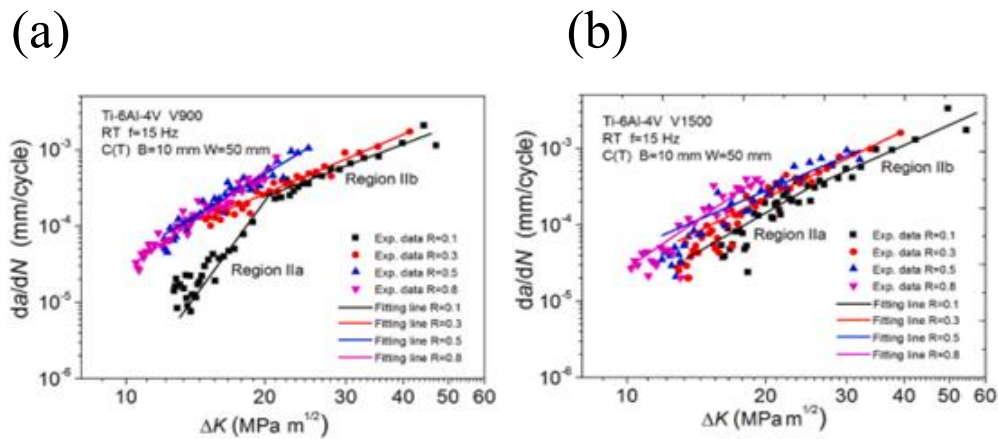 (a)
Ti-6Al-4V V900
RT f=15 Hz
C(T) B=10 mm W=50 mm
Region IIb
Region IIa
Exp. data R=0.1
Exp. data R=0.3
Exp. data R=0.5
Exp. data R=0.8
Fitting line R=0.1
Fitting line R=0.3
Fitting line R=0.5
Fitting line R=0.8
da/dN (mm/cycle)
10⁻³
10⁻⁴
10⁻⁵
10⁻⁶
10 20 30 40 50 60
ΔK (MPa m^1/2)
(b)
Ti-6Al-4V V1500
RT f=15 Hz
C(T) B=10 mm W=50 mm
Region IIb
Region IIa
Exp. data R=0.1
Exp. data R=0.3
Exp. data R=0.5
Exp. data R=0.8
Fitting line R=0.1
Fitting line R=0.3
Fitting line R=0.5
Fitting line R=0.8
da/dN (mm/cycle)
10⁻³
10⁻⁴
10⁻⁵
10⁻⁶
10 20 30 40 50 60
ΔK (MPa m^1/2)